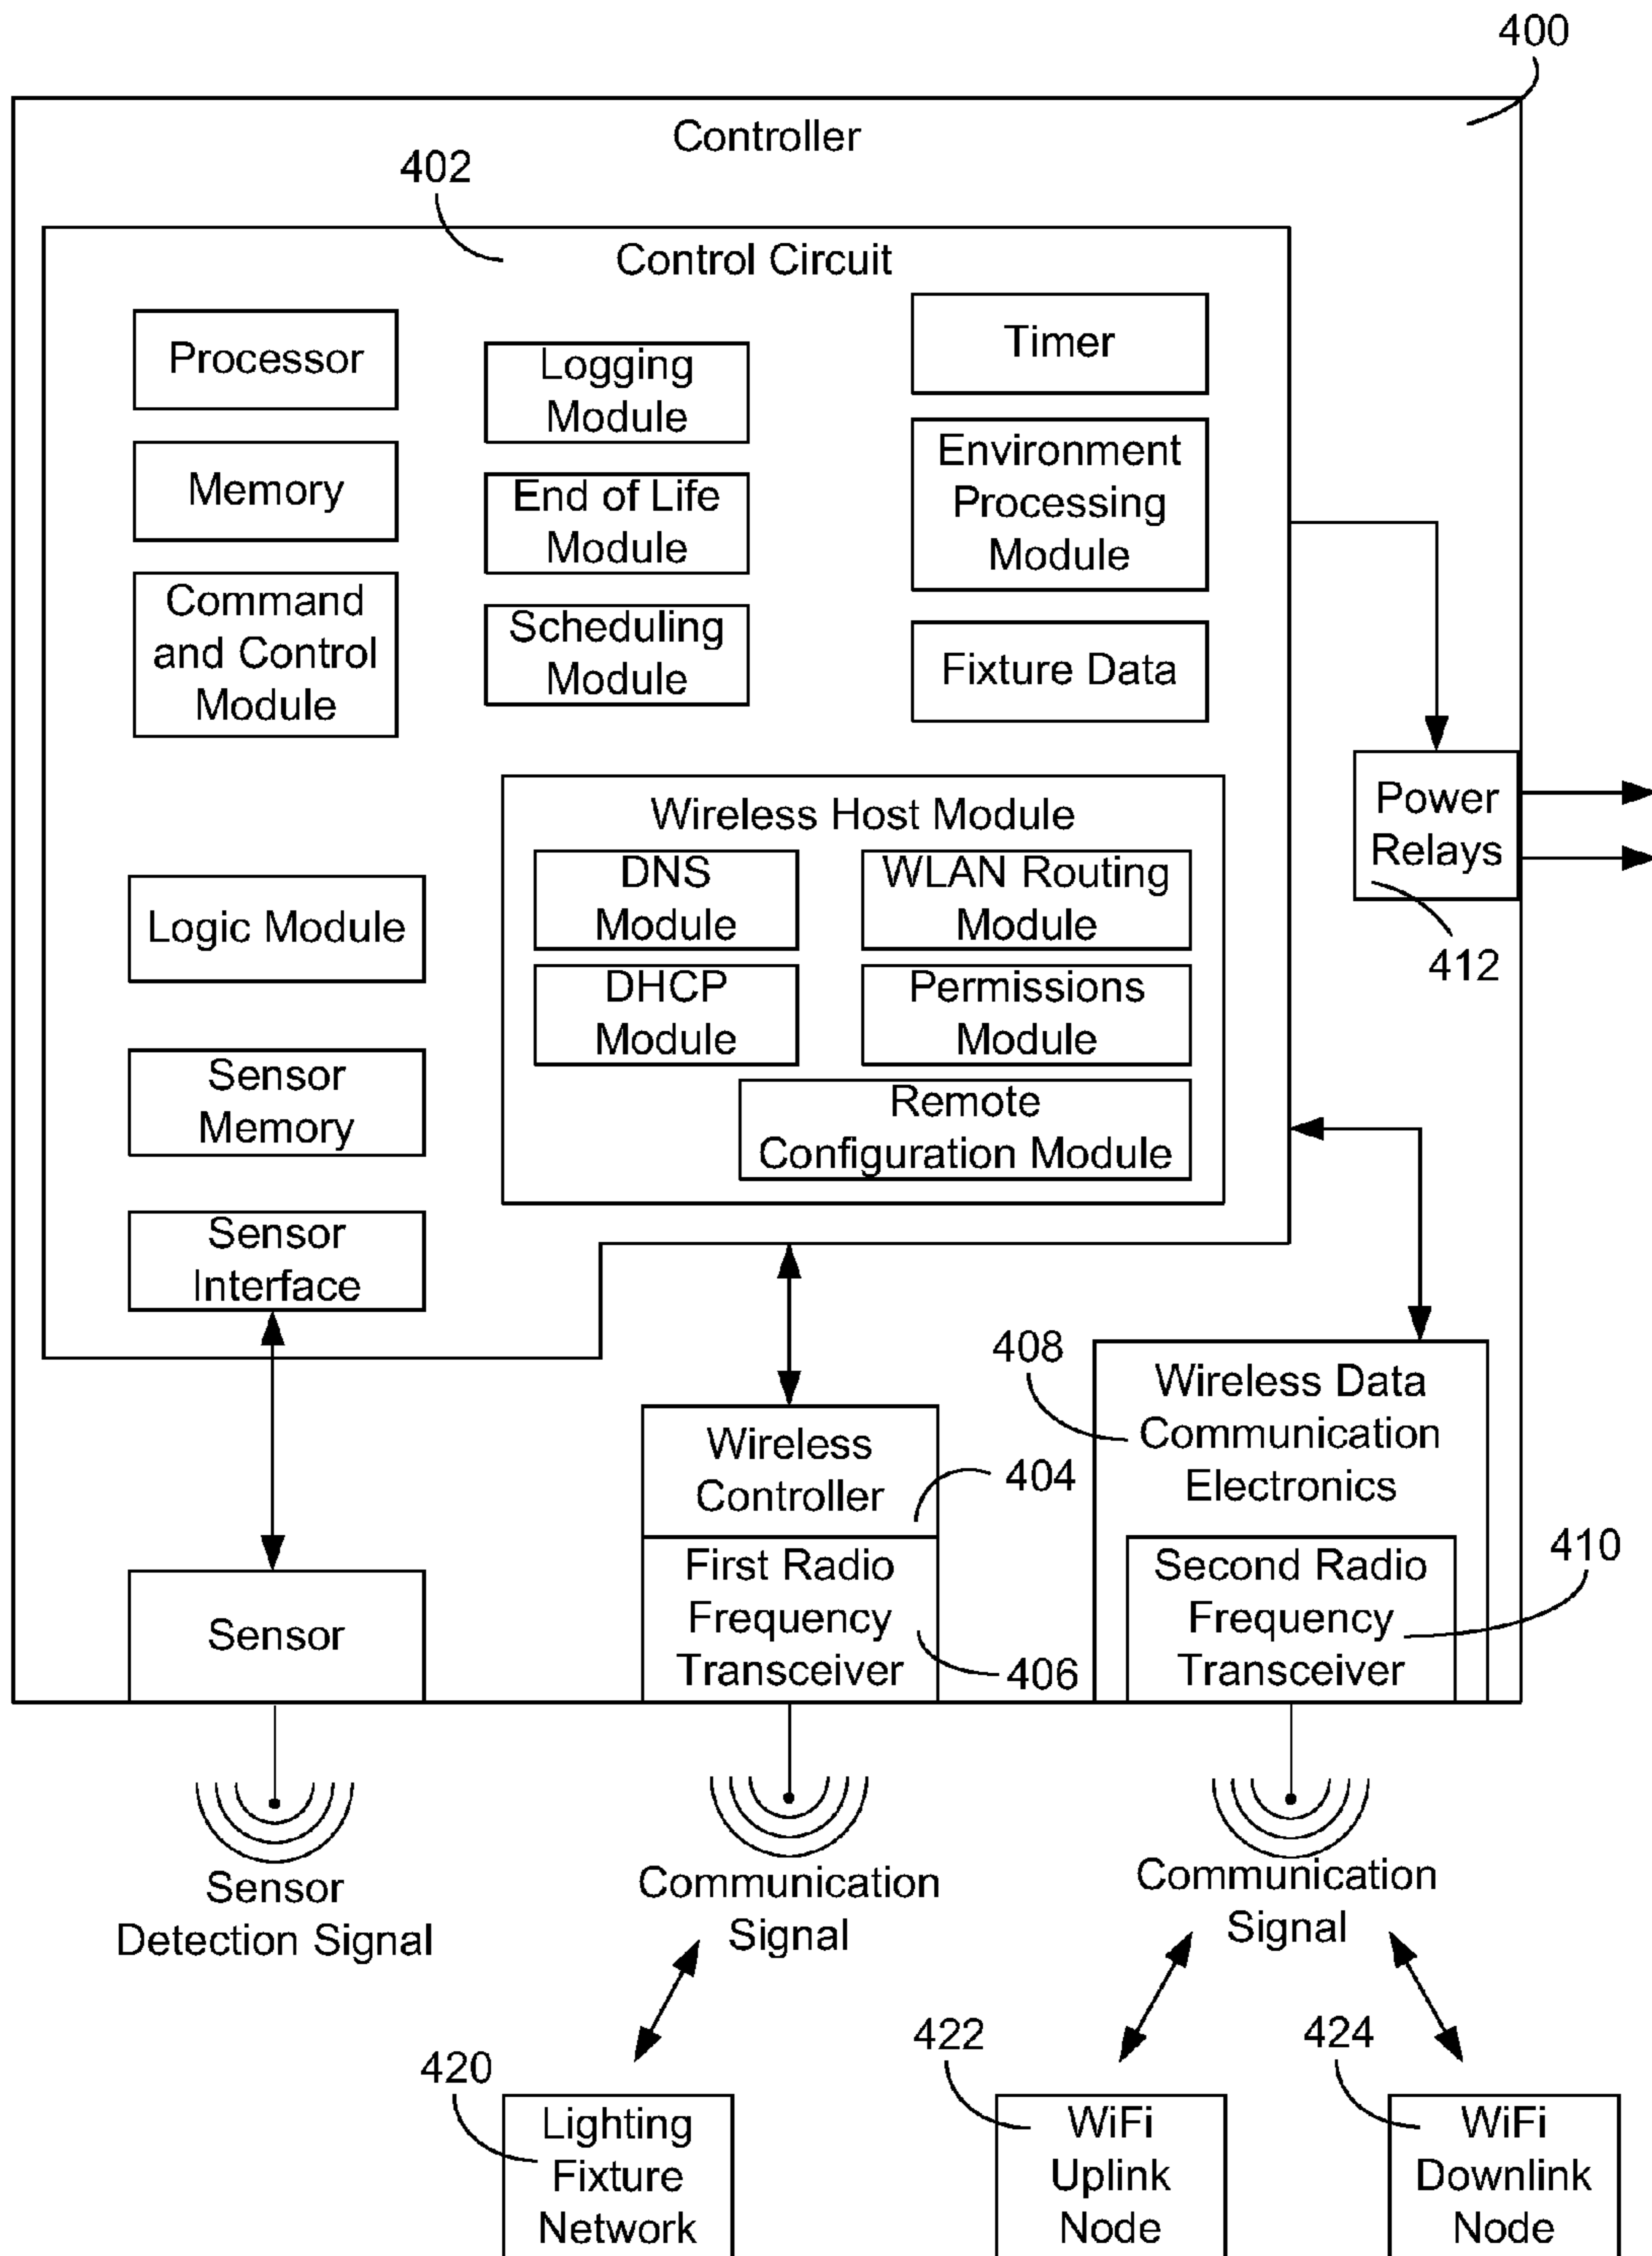 400
Controller
402
Control Circuit
Processor
Memory
Command
and Control
Module
Logging
Module
End of Life
Module
Scheduling
Module
Timer
Environment
Processing
Module
Fixture Data
Power
Relays
412
Wireless Host Module
DNS
Module
WLAN Routing
Module
DHCP
Module
Permissions
Module
Remote
Configuration Module
Logic Module
Sensor
Memory
Sensor
Interface
Sensor
Wireless
Controller
404
First Radio
Frequency
Transceiver
406
408
Wireless Data
Communication
Electronics
Second Radio
Frequency
Transceiver
410
Sensor
Detection Signal
Communication
Signal
Communication
Signal
420
Lighting
Fixture
Network
422
WiFi
Uplink
Node
424
WiFi
Downlink
Node